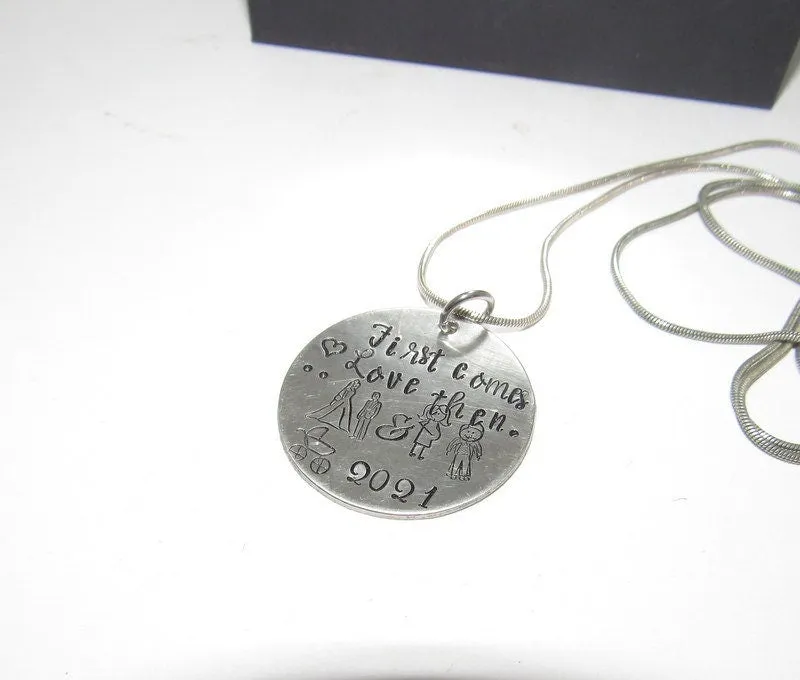 First comes
Love then..
&
2021